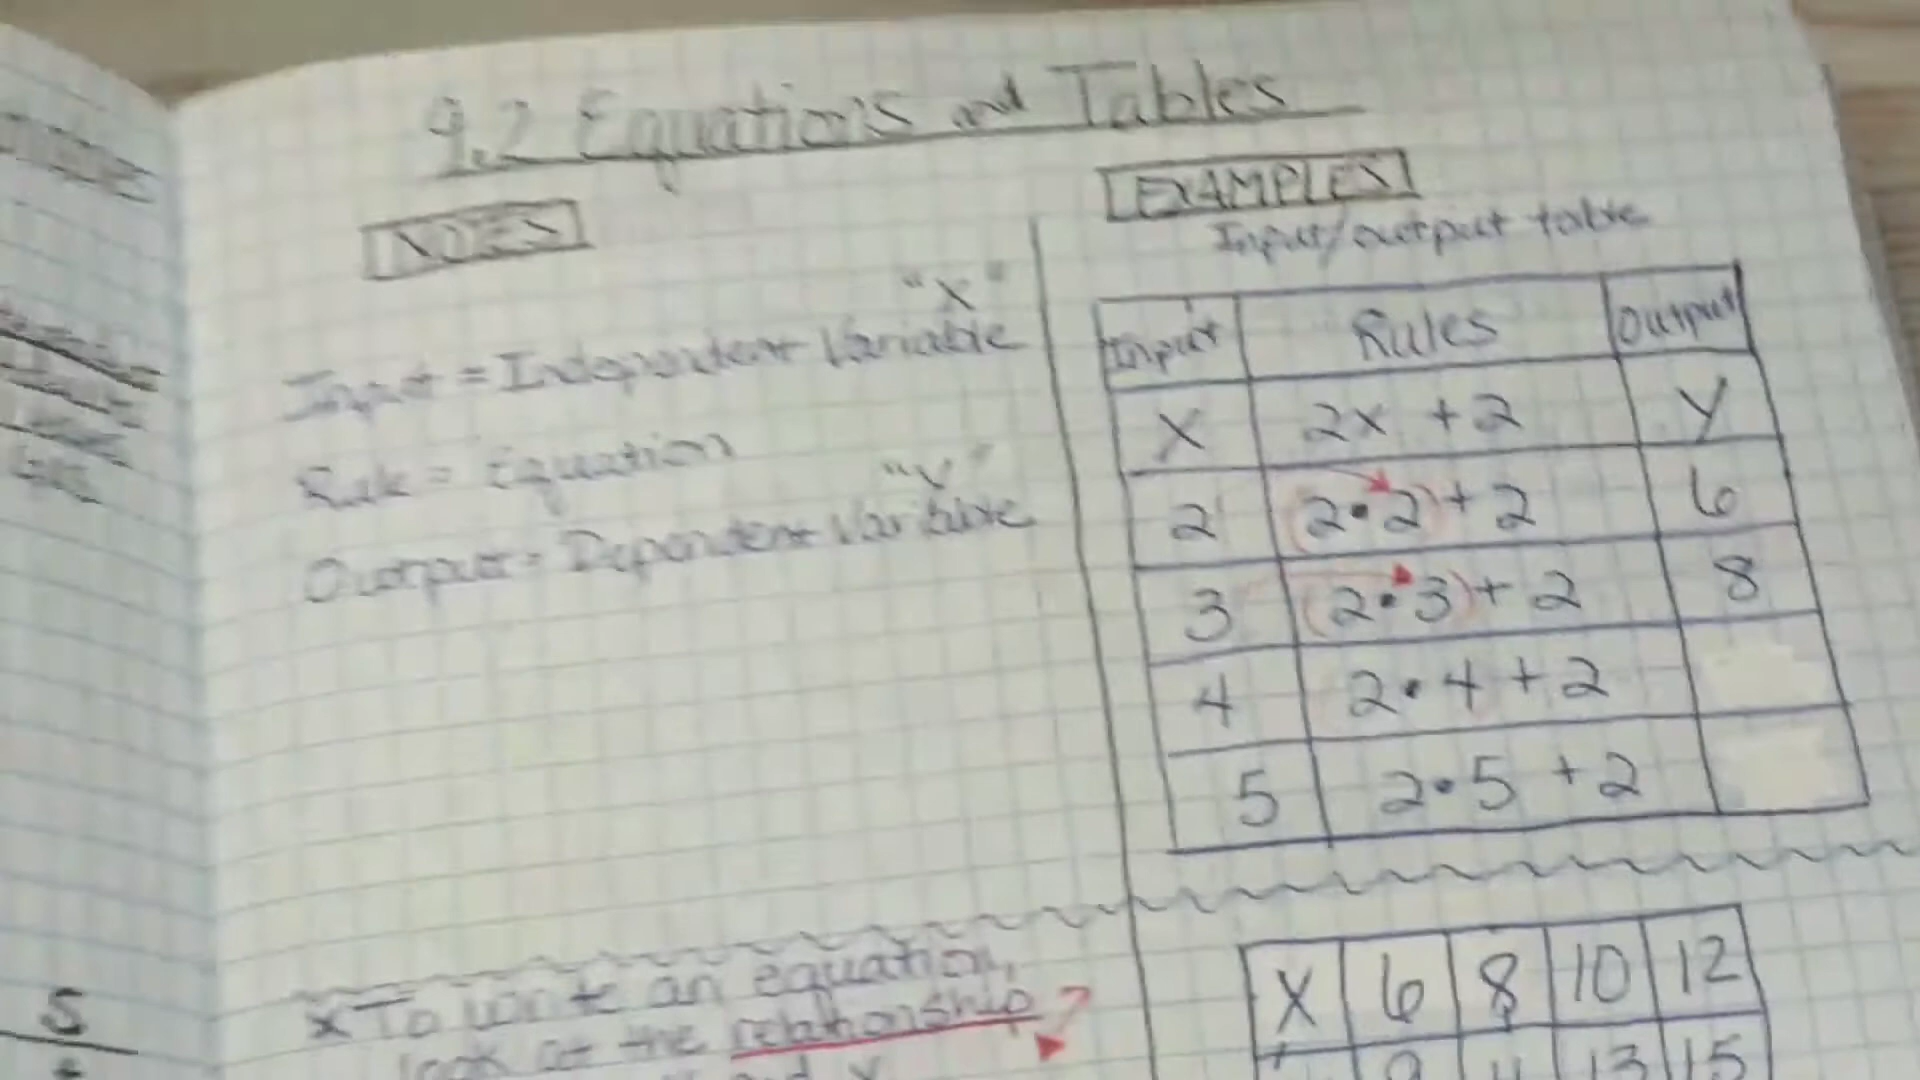 9.2 Equations and Tables
NOTES
"X"
Input = Independent Variable
Rule = Equation
"Y"
Output = Dependent Variable
EXAMPLES
Input/output table
Input Rules Output
X 2x + 2 y
2 (2•2) + 2 6
3 (2•3) + 2 8
4 2•4 + 2
5 2•5 + 2
* To write an equation,
look at the relationship
X 6 8 10 12
13 15
5